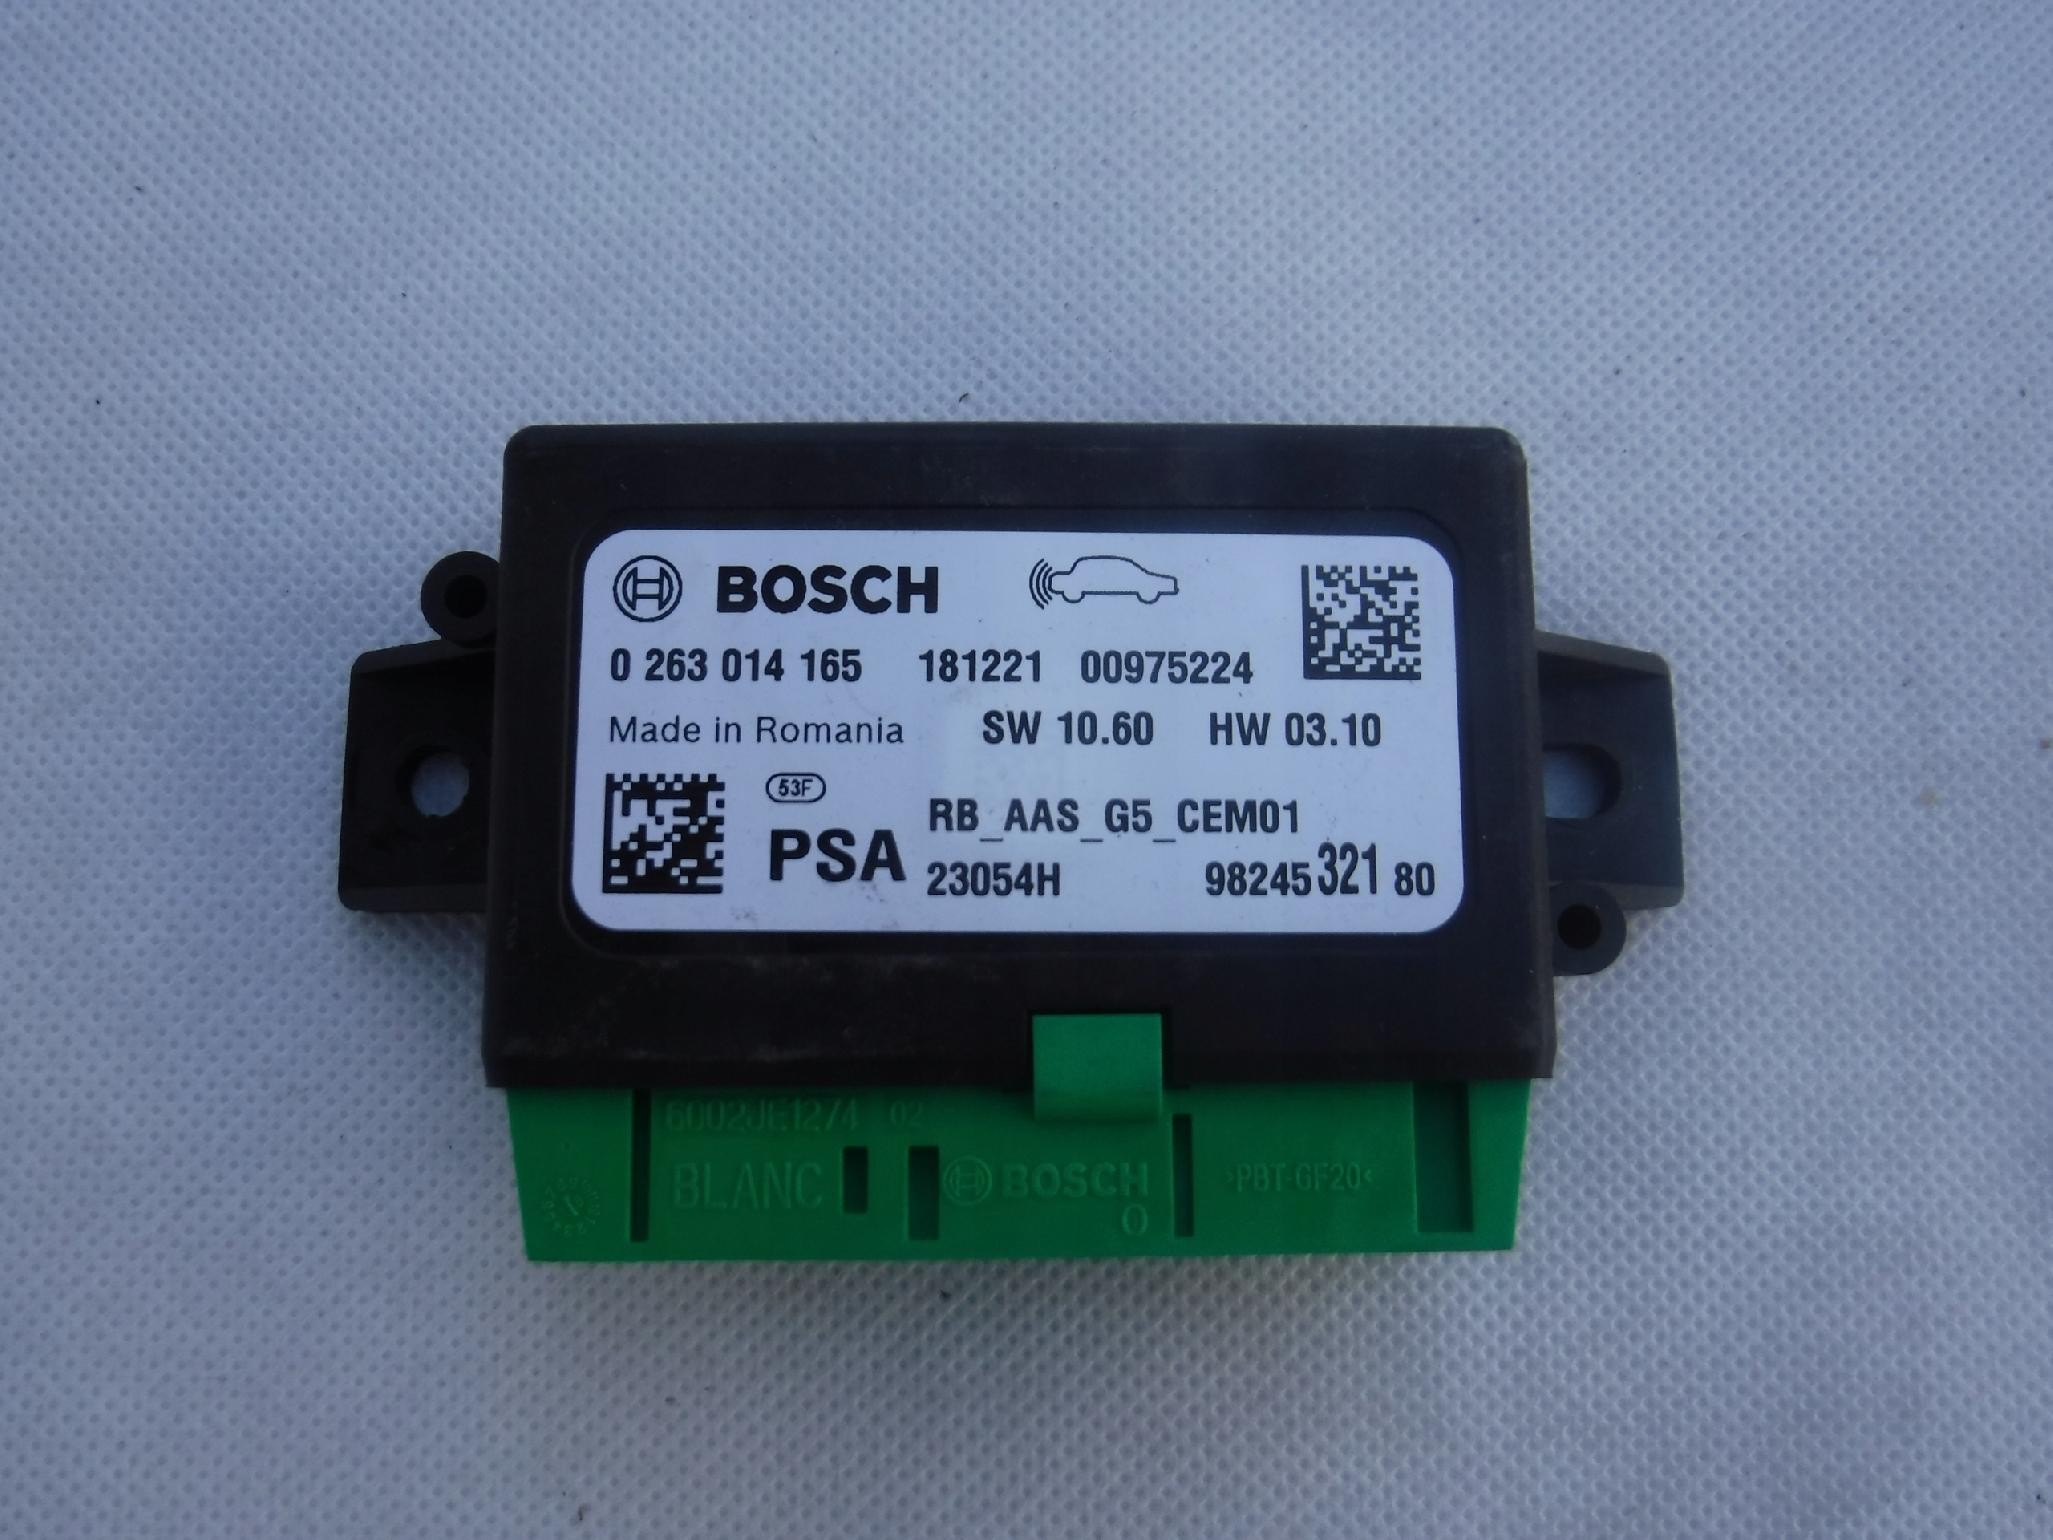 BOSCH
0 263 014 165 181221 00975224
Made in Romania SW 10.60 HW 03.10
53F
RB_AAS_G5_CEM01
PSA 23054H 98245 321 80
6002JE1274 02
BLANC BOSCH >PBT-GF20<
0